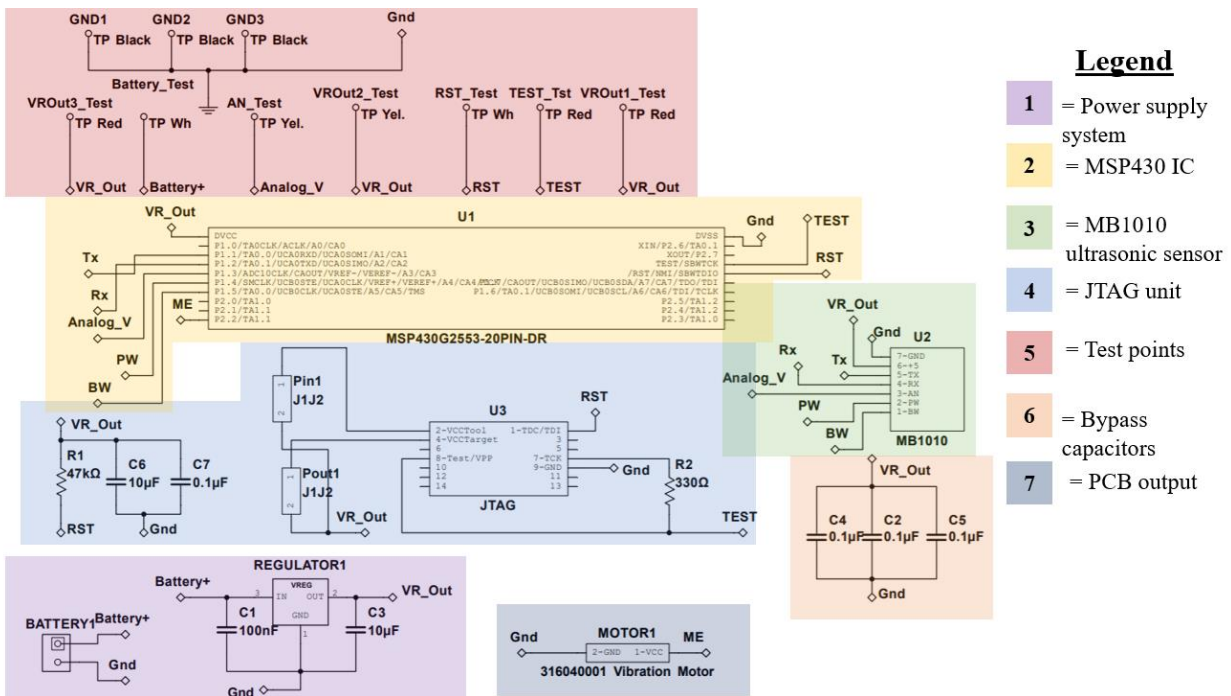 GND1
GND2
GND3
Gnd
TP Black
TP Black
TP Black
Battery_Test
VROut3_Test
AN_Test
VROut2_Test
RST_Test
TEST_Tst
VROut1_Test
TP Red
TP Wh
TP Yel.
TP Yel.
TP Wh
TP Red
TP Red
VR_Out
Battery+
Analog_V
VR_Out
RST
TEST
VR_Out
Legend
1 = Power supply
system
2 = MSP430 IC
3 = MB1010
ultrasonic sensor
4 = JTAG unit
5 = Test points
6 = Bypass
capacitors
7 = PCB output
VR_Out
U1
Gnd
TEST
RST
Tx
Rx
ME
Analog_V
PW
BW
DVCC
P1.0/TA0CLK/ACLK/A0/CA0
P1.1/TA0.0/UCA0RXD/UCA0SOMI/A1/CA1
P1.2/TA0.1/UCA0TXD/UCA0SIMO/A2/CA2
P1.3/ADC10CLK/CAOUT/VREF-/VEREF-/A3/CA3
P1.4/SMCLK/UCB0STE/UCA0CLK/VREF+/VEREF+/A4/CA4
P1.5/TA0.0/UCB0CLK/UCA0STE/A5/CA5/TMS
P2.0/TA1.0
P2.1/TA1.1
P2.2/TA1.1
DVSS
XIN/P2.6/TA0.1
XOUT/P2.7
TEST/SBWTCK
/RST/NMI/SBWTDIO
/CAOUT/UCB0SIMO/UCB0SDA/A7/CA7/TDO/TDI
P1.6/TA0.1/UCB0SOMI/UCB0SCL/A6/CA6/TDI/TCLK
P2.5/TA1.2
P2.4/TA1.2
P2.3/TA1.0
MSP430G2553-20PIN-DR
VR_Out
Gnd
U2
Rx
Tx
Analog_V
PW
BW
7-GND
6-+5
5-TX
4-RX
3-AN
2-PW
1-BW
MB1010
VR_Out
R1
47kΩ
C6
10µF
C7
0.1µF
RST
Gnd
1
2
Pin1
J1J2
1
2
Pout1
J1J2
VR_Out
U3
RST
2-VCCTool
4-VCCTarget
6
8-Test/VPP
10
12
14
1-TDC/TDI
3
5
7-TCK
9-GND
11
13
JTAG
Gnd
R2
330Ω
TEST
VR_Out
C4
0.1µF
C2
0.1µF
C5
0.1µF
Gnd
REGULATOR1
Battery+
VREG
3
IN
OUT
2
GND
1
VR_Out
C1
100nF
C3
10µF
Gnd
BATTERY1
Battery+
Gnd
Gnd
MOTOR1
ME
2-GND
1-VCC
316040001 Vibration Motor